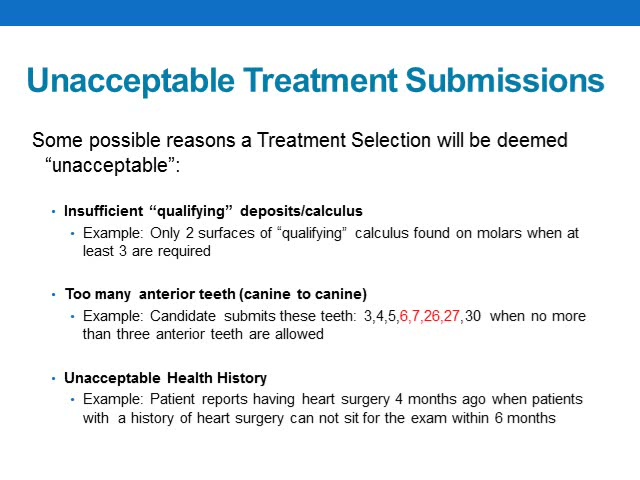 Unacceptable Treatment Submissions
Some possible reasons a Treatment Selection will be deemed
“unacceptable”:
• Insufficient “qualifying” deposits/calculus
• Example: Only 2 surfaces of “qualifying” calculus found on molars when at
least 3 are required
• Too many anterior teeth (canine to canine)
• Example: Candidate submits these teeth: 3,4,5,6,7,26,27,30 when no more
than three anterior teeth are allowed
• Unacceptable Health History
• Example: Patient reports having heart surgery 4 months ago when patients
with a history of heart surgery can not sit for the exam within 6 months